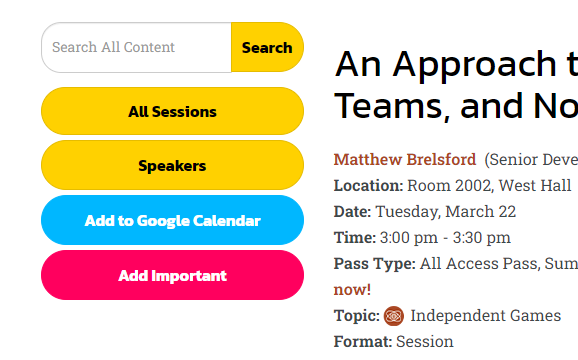 Search All Content
Search
All Sessions
Speakers
Add to Google Calendar
Add Important
An Approach
Teams, and No
Matthew Brelsford (Senior Deve
Location: Room 2002, West Hall
Date: Tuesday, March 22
Time: 3:00 pm - 3:30 pm
Pass Type: All Access Pass, Sum
now!
Topic: Independent Games
Format: Session